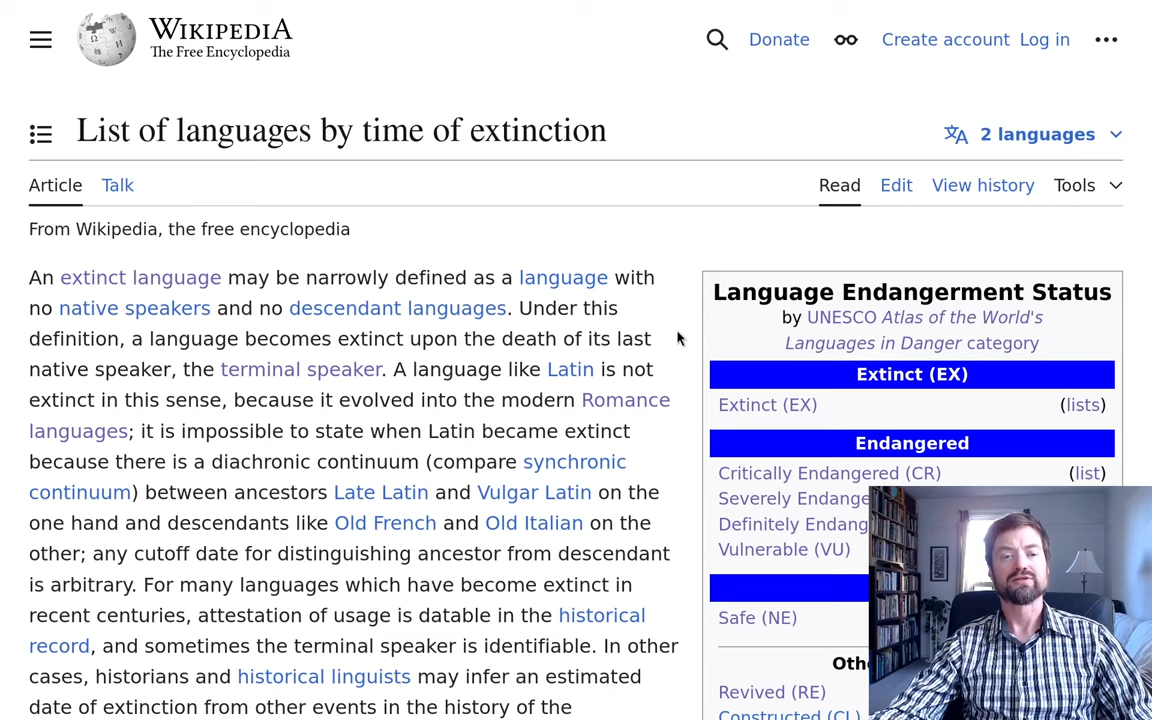 WIKIPEDIA
The Free Encyclopedia
Donate
Create account
Log in
List of languages by time of extinction
2 languages
Article
Talk
Read
Edit
View history
Tools
From Wikipedia, the free encyclopedia
An extinct language may be narrowly defined as a language with
no native speakers and no descendant languages. Under this
definition, a language becomes extinct upon the death of its last
native speaker, the terminal speaker. A language like Latin is not
extinct in this sense, because it evolved into the modern Romance
languages; it is impossible to state when Latin became extinct
because there is a diachronic continuum (compare synchronic
continuum) between ancestors Late Latin and Vulgar Latin on the
one hand and descendants like Old French and Old Italian on the
other; any cutoff date for distinguishing ancestor from descendant
is arbitrary. For many languages which have become extinct in
recent centuries, attestation of usage is datable in the historical
record, and sometimes the terminal speaker is identifiable. In other
cases, historians and historical linguists may infer an estimated
date of extinction from other events in the history of the
Language Endangerment Status
by UNESCO Atlas of the World's
Languages in Danger category
Extinct (EX)
Extinct (EX) (lists)
Endangered
Critically Endangered (CR) (list)
Severely Endange
Definitely Endang
Vulnerable (VU)
Safe (NE)
Oth
Revived (RE)
Constructed (CL)